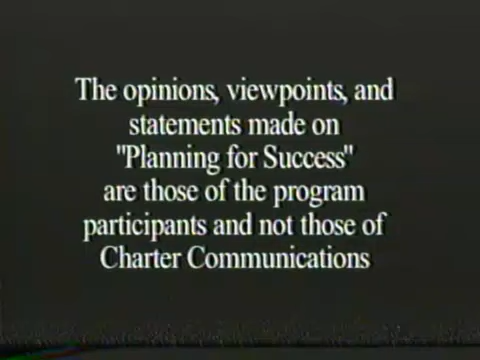 The opinions, viewpoints, and
statements made on
"Planning for Success"
are those of the program
participants and not those of
Charter Communications